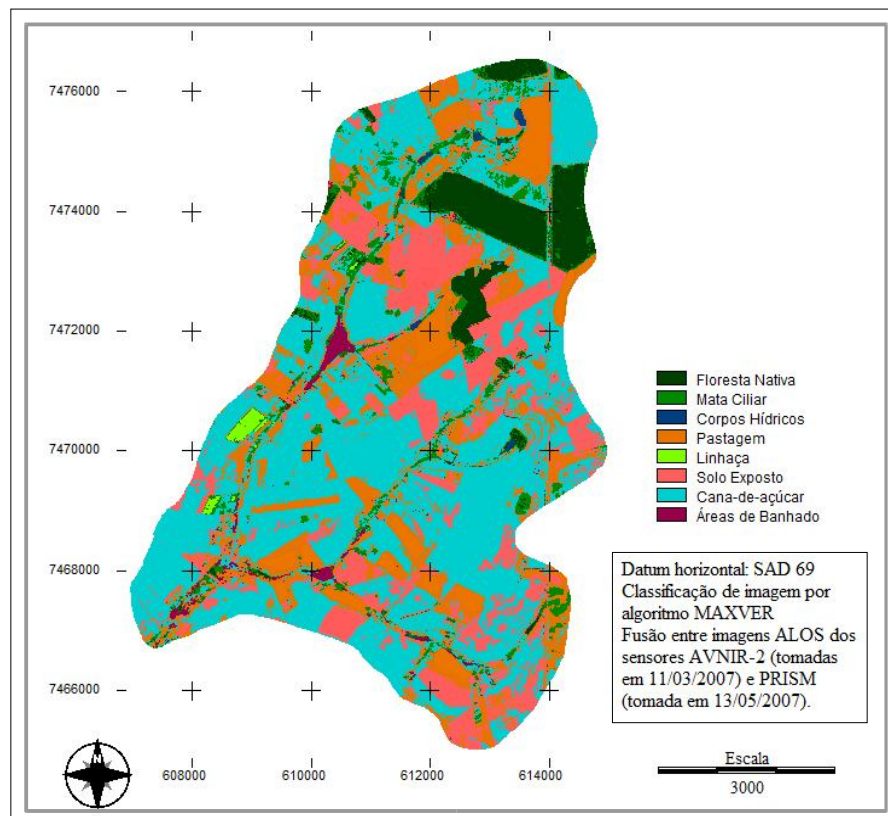 7476000
7474000
7472000
7470000
7468000
7466000
608000
610000
612000
614000
Floresta Nativa
Mata Ciliar
Corpos Hídricos
Pastagem
Linhaça
Solo Exposto
Cana-de-açúcar
Áreas de Banhado
Datum horizontal: SAD 69
Classificação de imagem por
algoritmo MAXVER
Fusão entre imagens ALOS dos
sensores AVNIR-2 (tomadas
em 11/03/2007) e PRISM
(tomada em 13/05/2007).
Escala
3000